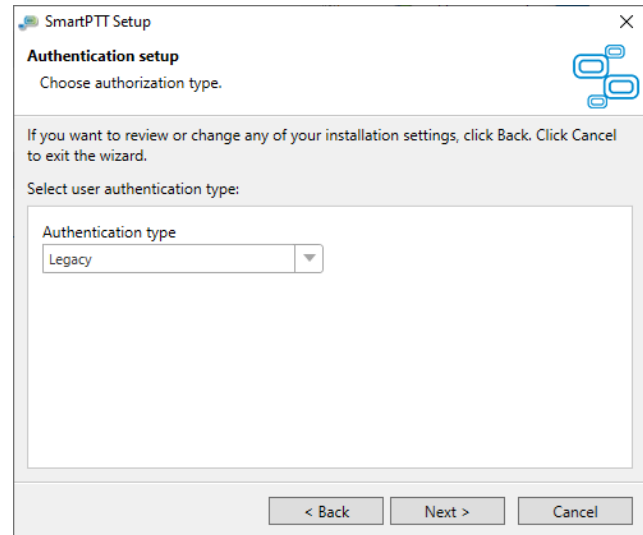 SmartPTT Setup
Authentication setup
Choose authorization type.
If you want to review or change any of your installation settings, click Back. Click Cancel
to exit the wizard.
Select user authentication type:
Authentication type
Legacy
< Back
Next >
Cancel